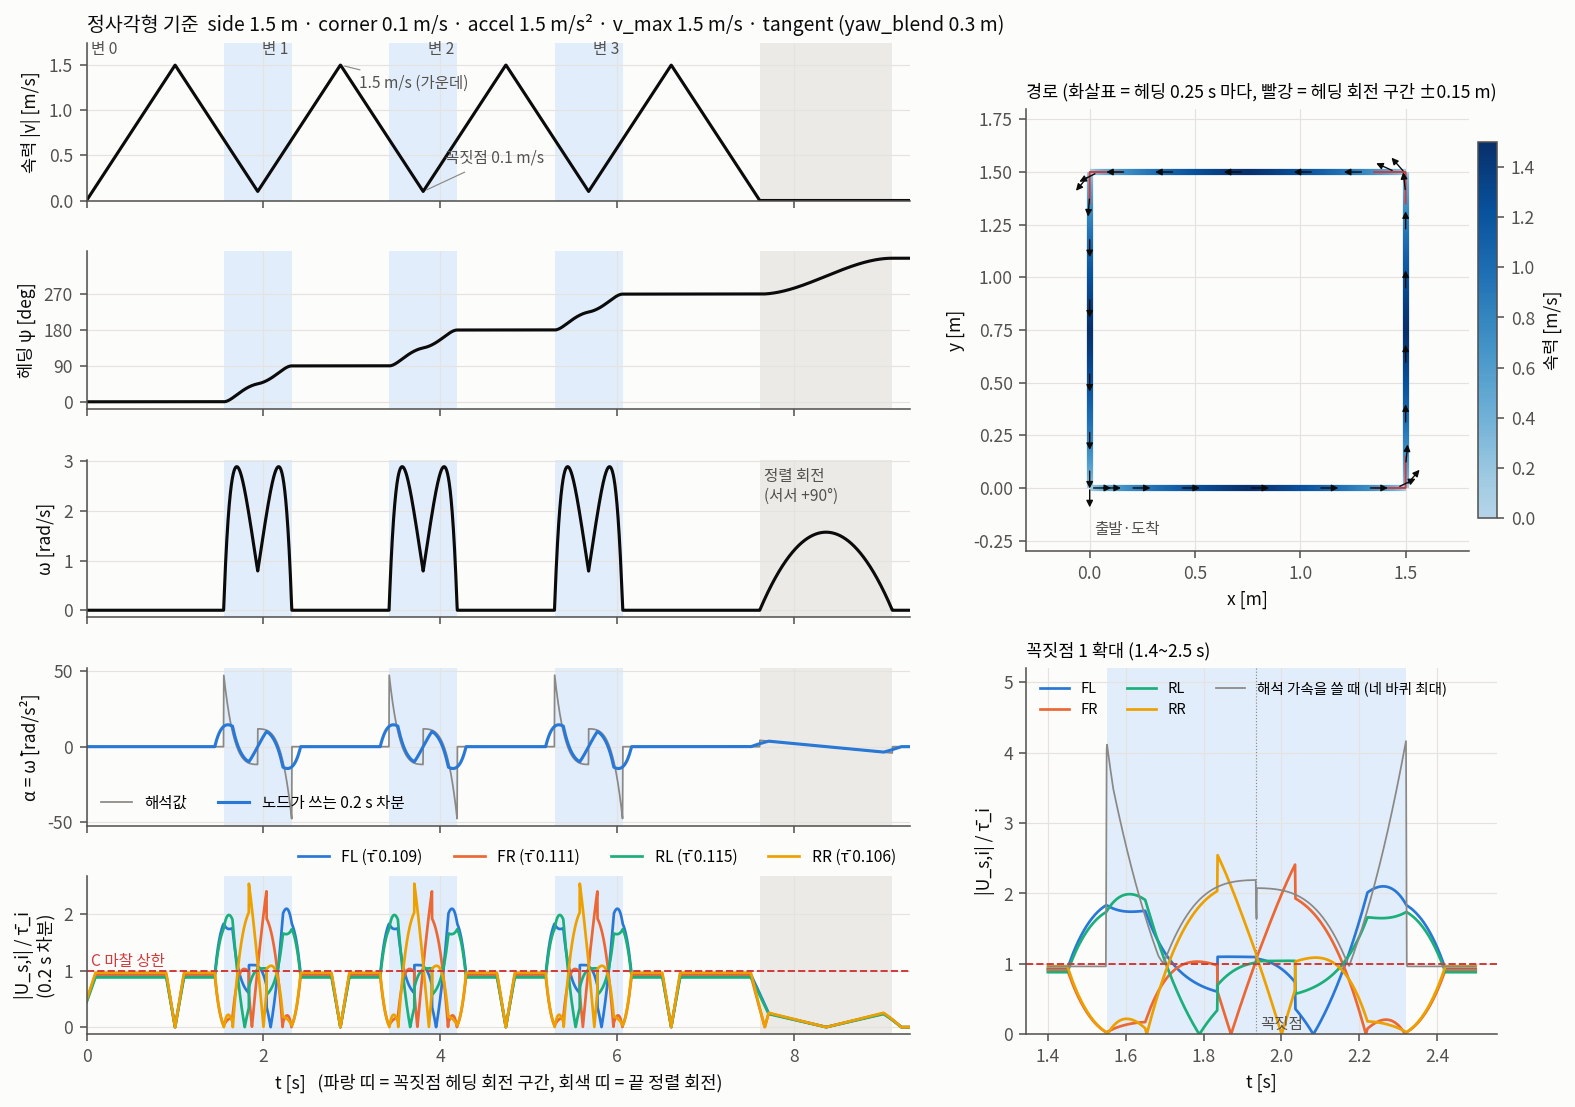 정사각형 기준  side 1.5 m · corner 0.1 m/s · accel 1.5 m/s² · v_max 1.5 m/s · tangent (yaw_blend 0.3 m)
변 0
변 1
변 2
변 3
1.5 m/s (가운데)
꼭짓점 0.1 m/s
속력 |v| [m/s]
1.5
1.0
0.5
0.0
헤딩 ψ [deg]
270
180
90
0
ω [rad/s]
3
2
1
0
정렬 회전
(서서 +90°)
α = ω̇ [rad/s²]
50
0
-50
해석값
노드가 쓰는 0.2 s 차분
FL (τ̄ 0.109)
FR (τ̄ 0.111)
RL (τ̄ 0.115)
RR (τ̄ 0.106)
|U_s,i| / τ̄_i
(0.2 s 차분)
2
1
0
C 마찰 상한
0
2
4
6
8
t [s]   (파랑 띠 = 꼭짓점 헤딩 회전 구간, 회색 띠 = 끝 정렬 회전)
경로 (화살표 = 헤딩 0.25 s 마다, 빨강 = 헤딩 회전 구간 ±0.15 m)
y [m]
1.75
1.50
1.25
1.00
0.75
0.50
0.25
0.00
-0.25
출발·도착
0.0
0.5
1.0
1.5
x [m]
1.4
1.2
1.0
0.8
0.6
0.4
0.2
0.0
속력 [m/s]
꼭짓점 1 확대 (1.4~2.5 s)
|U_s,i| / τ̄_i
5
4
3
2
1
0
FL
FR
RL
RR
해석 가속을 쓸 때 (네 바퀴 최대)
꼭짓점
1.4
1.6
1.8
2.0
2.2
2.4
t [s]